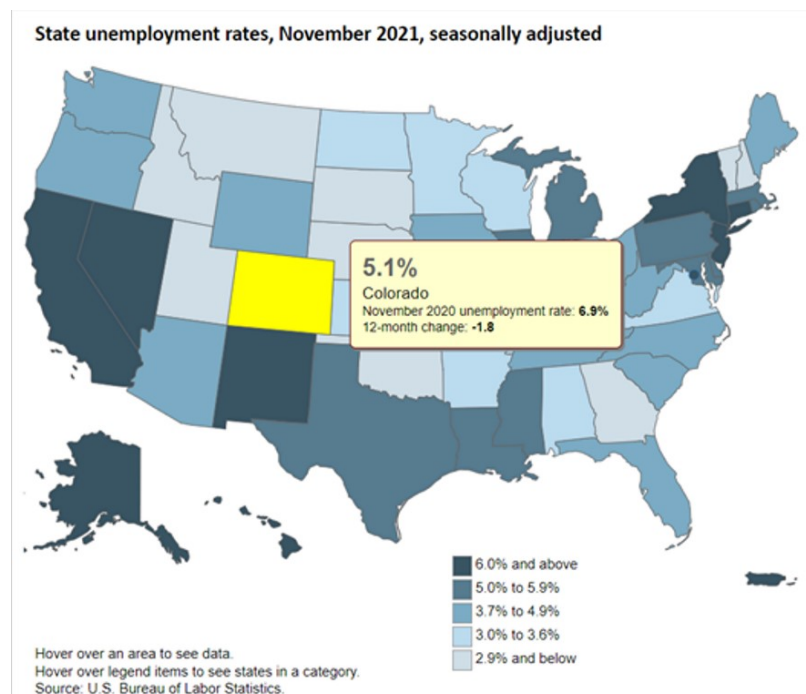 State unemployment rates, November 2021, seasonally adjusted
5.1%
Colorado
November 2020 unemployment rate: 6.9%
12-month change: -1.8
6.0% and above
5.0% to 5.9%
3.7% to 4.9%
3.0% to 3.6%
2.9% and below
Hover over an area to see data.
Hover over legend items to see states in a category.
Source: U.S. Bureau of Labor Statistics.